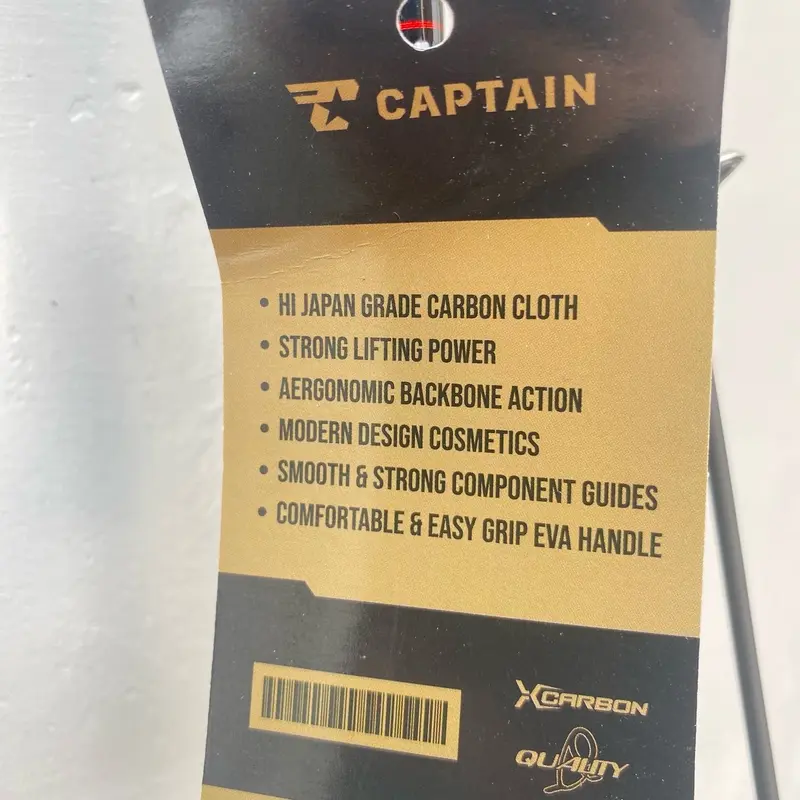 CAPTAIN
• HI JAPAN GRADE CARBON CLOTH
• STRONG LIFTING POWER
• AERGONOMIC BACKBONE ACTION
• MODERN DESIGN COSMETICS
• SMOOTH & STRONG COMPONENT GUIDES
• COMFORTABLE & EASY GRIP EVA HANDLE
XCARBON
QUALITY